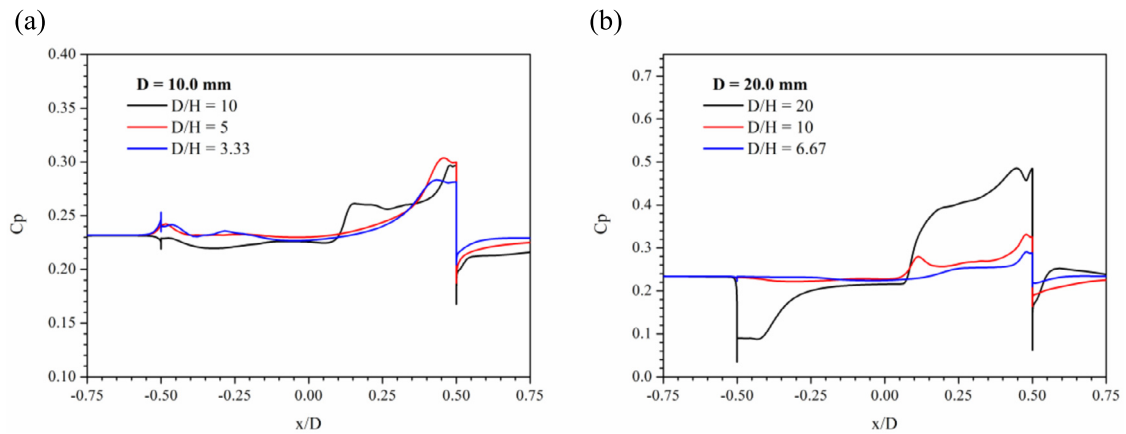 (a)
(b)
0.40
0.35
0.30
0.25
0.20
0.15
0.10
Cp
D = 10.0 mm
D/H = 10
D/H = 5
D/H = 3.33
-0.75
-0.50
-0.25
0.00
0.25
0.50
0.75
x/D
0.7
0.6
0.5
0.4
0.3
0.2
0.1
0.0
Cp
D = 20.0 mm
D/H = 20
D/H = 10
D/H = 6.67
-0.75
-0.50
-0.25
0.00
0.25
0.50
0.75
x/D